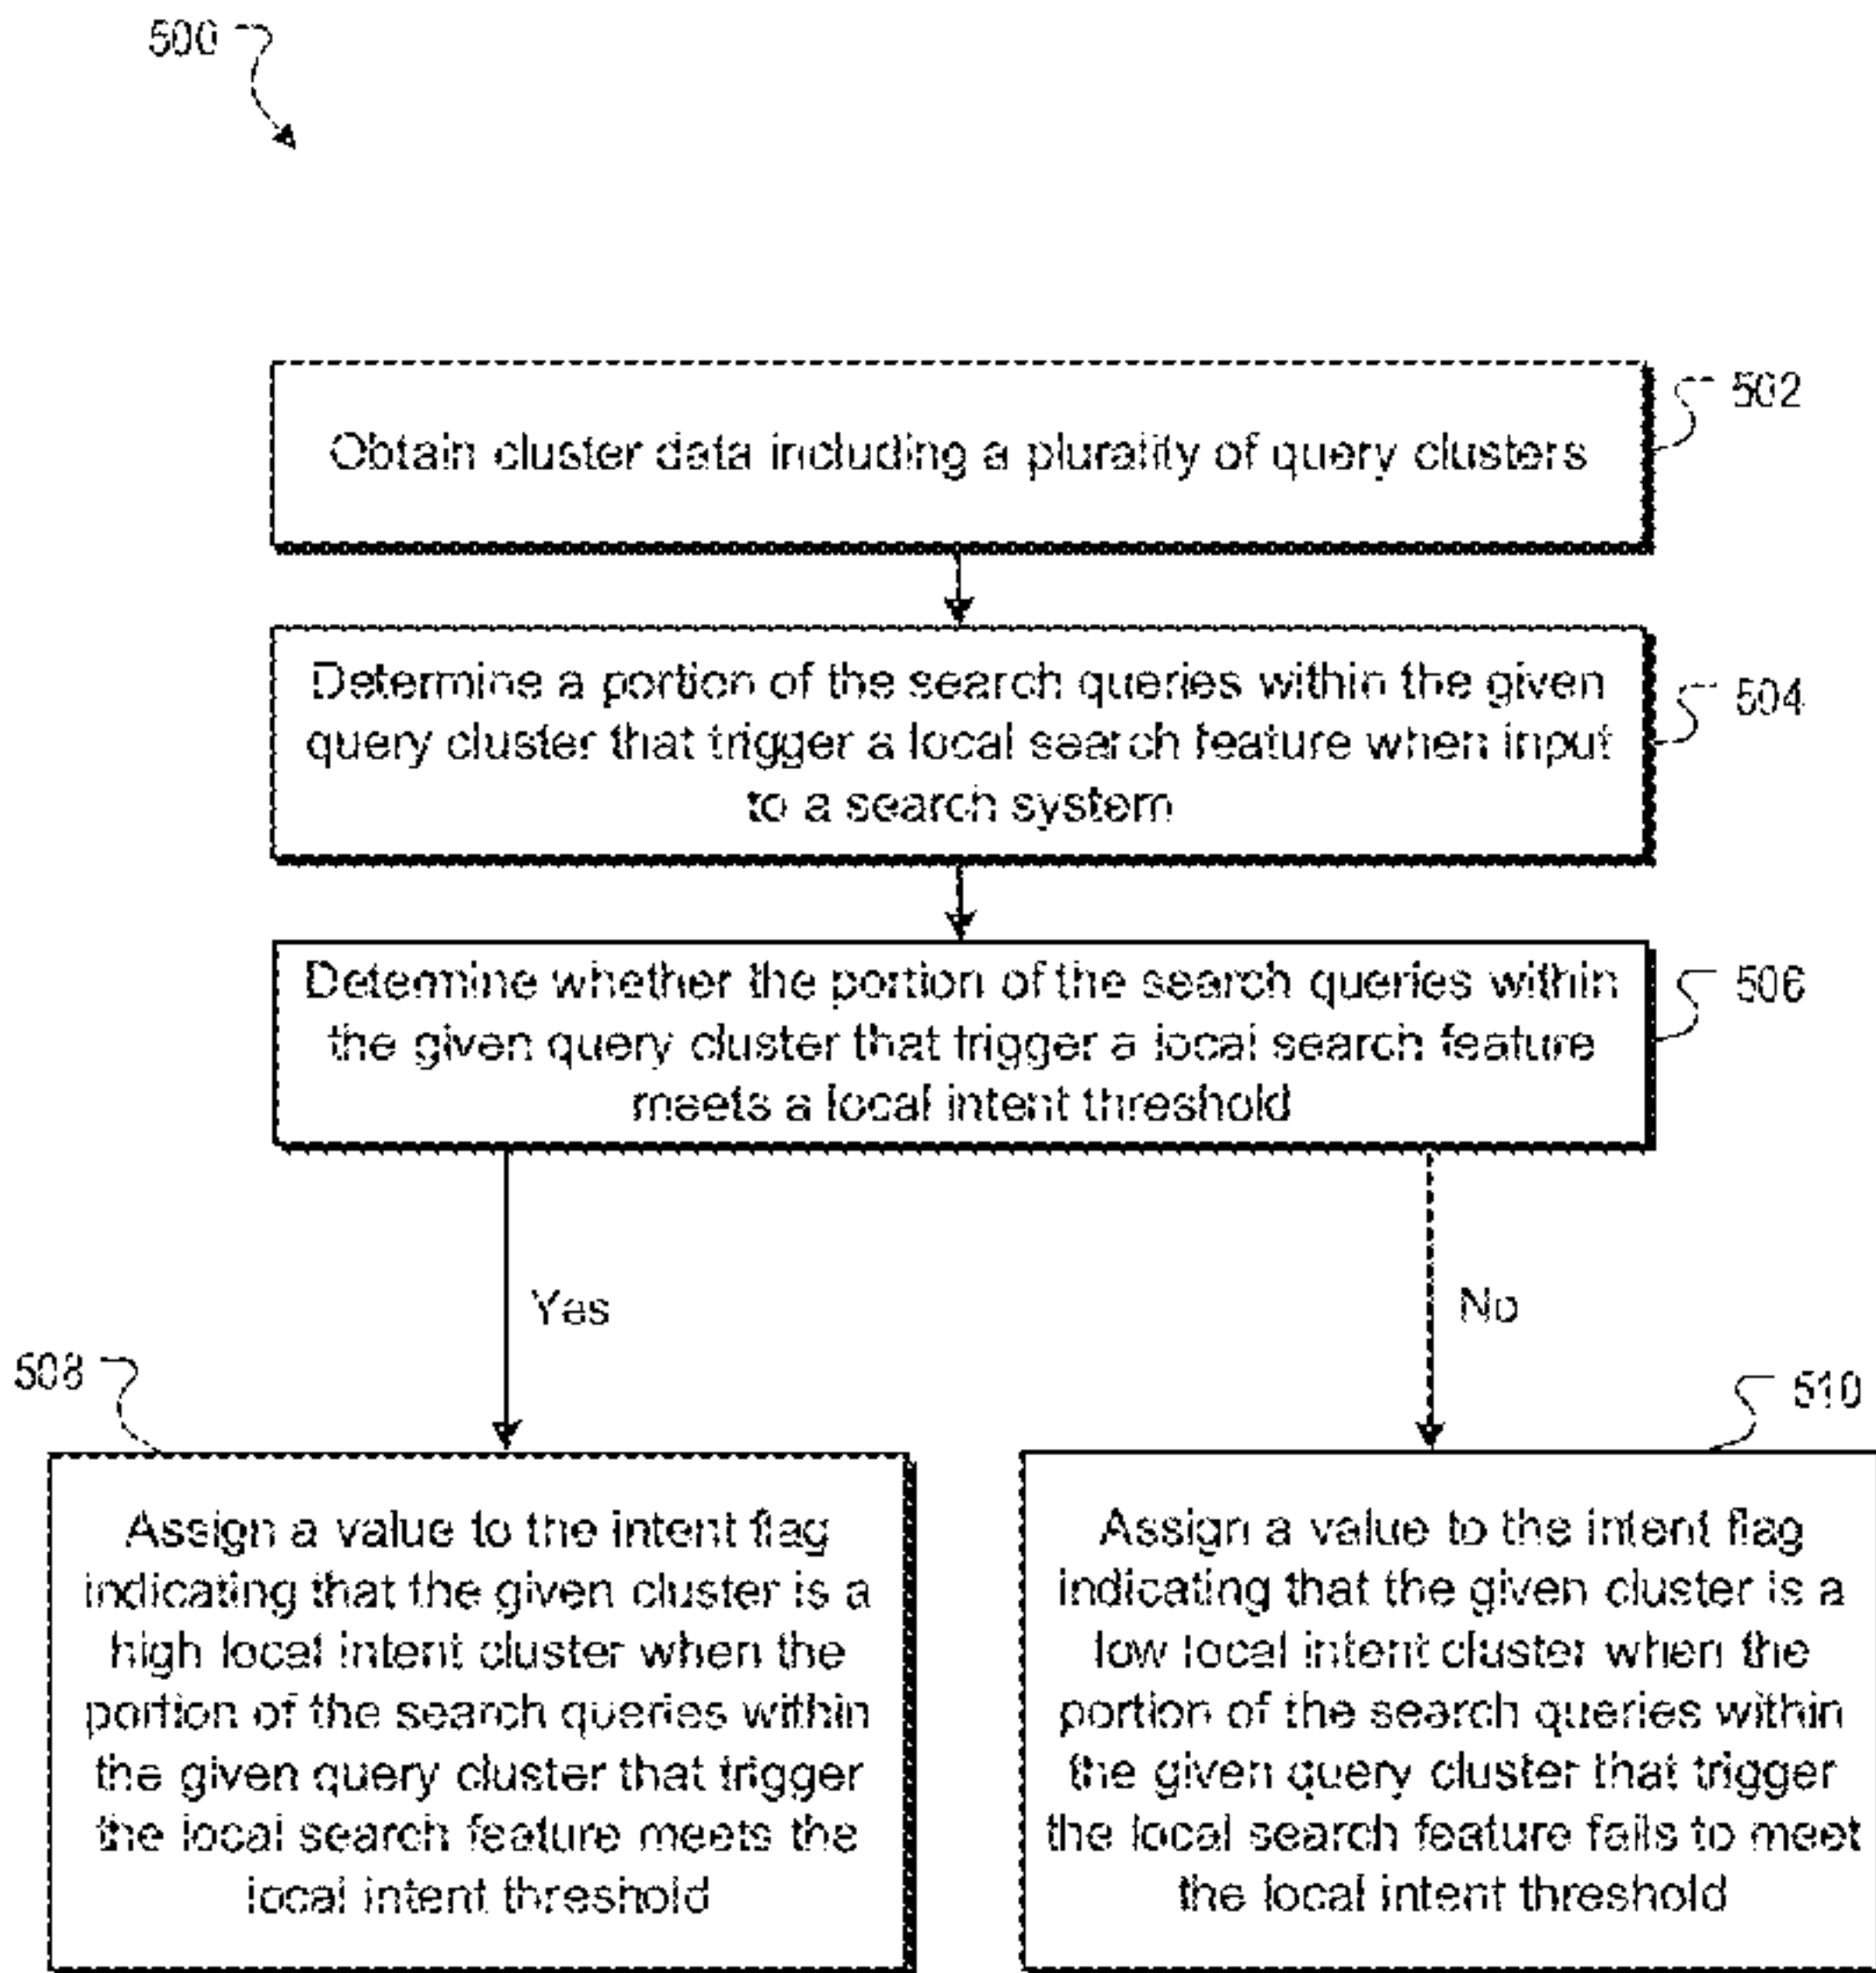 500
502
Obtain cluster data including a plurality of query clusters
504
Determine a portion of the search queries within the given
query cluster that trigger a local search feature when input
to a search system
506
Determine whether the portion of the search queries within
the given query cluster that trigger a local search feature
meets a local intent threshold
Yes
No
508
Assign a value to the intent flag
indicating that the given cluster is a
high local intent cluster when the
portion of the search queries within
the given query cluster that trigger
the local search feature meets the
local intent threshold
510
Assign a value to the intent flag
indicating that the given cluster is a
low local intent cluster when the
portion of the search queries within
the given query cluster that trigger
the local search feature fails to meet
the local intent threshold